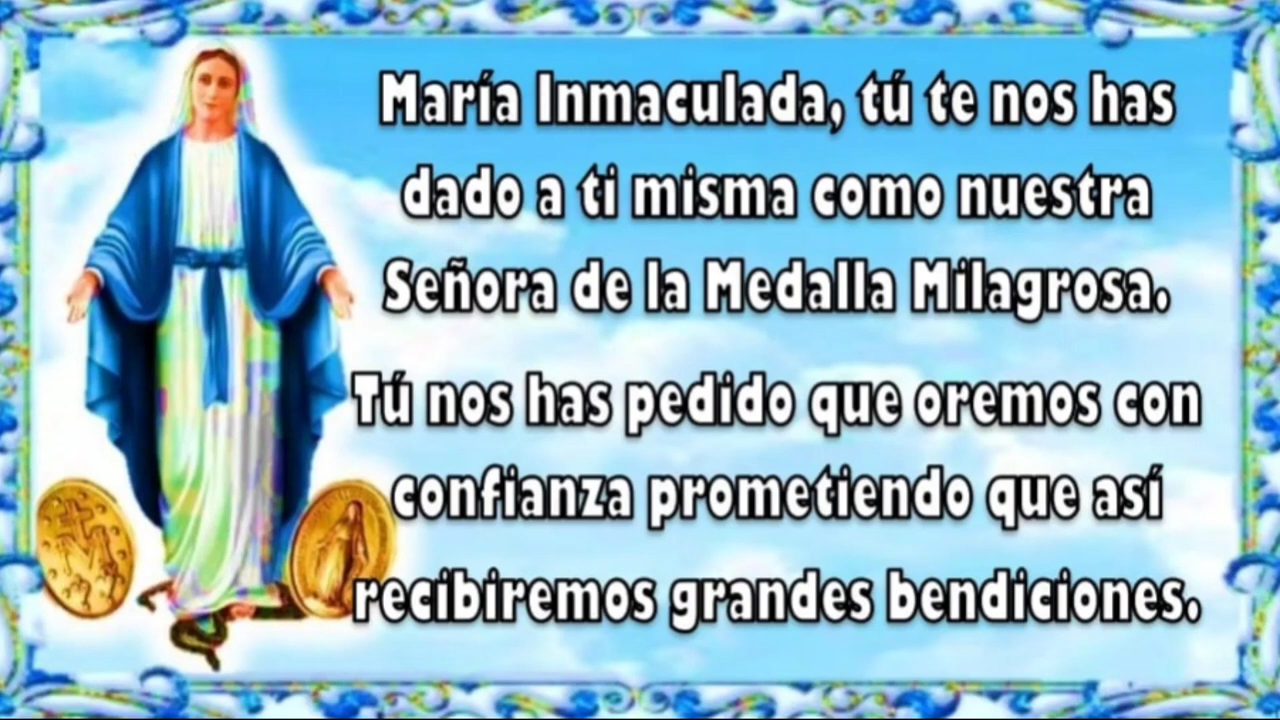 María Inmaculada, tú te nos has
dado a ti misma como nuestra
Señora de la Medalla Milagrosa.
Tú nos has pedido que oremos con
confianza prometiendo que así
recibiremos grandes bendiciones.